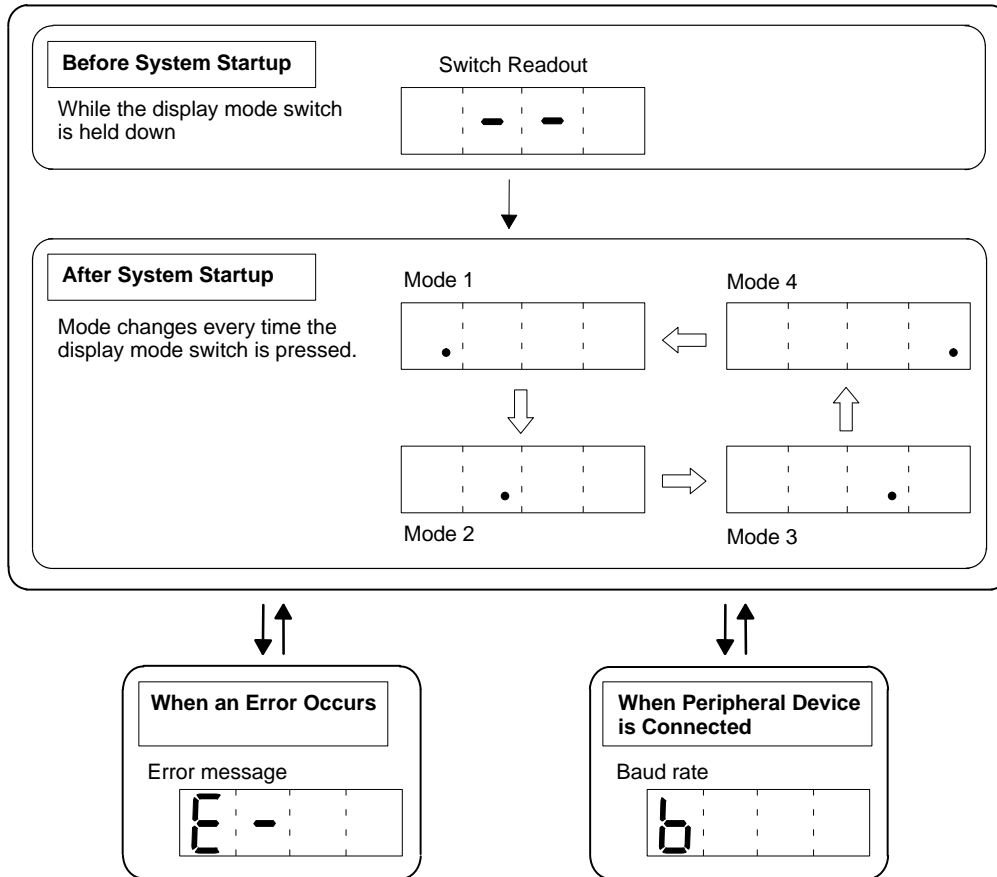 Before System Startup
While the display mode switch
is held down
Switch Readout
- -
After System Startup
Mode changes every time the
display mode switch is pressed.
Mode 1
.
Mode 4
.
.
Mode 2
.
Mode 3
When an Error Occurs
Error message
E -
When Peripheral Device
is Connected
Baud rate
b